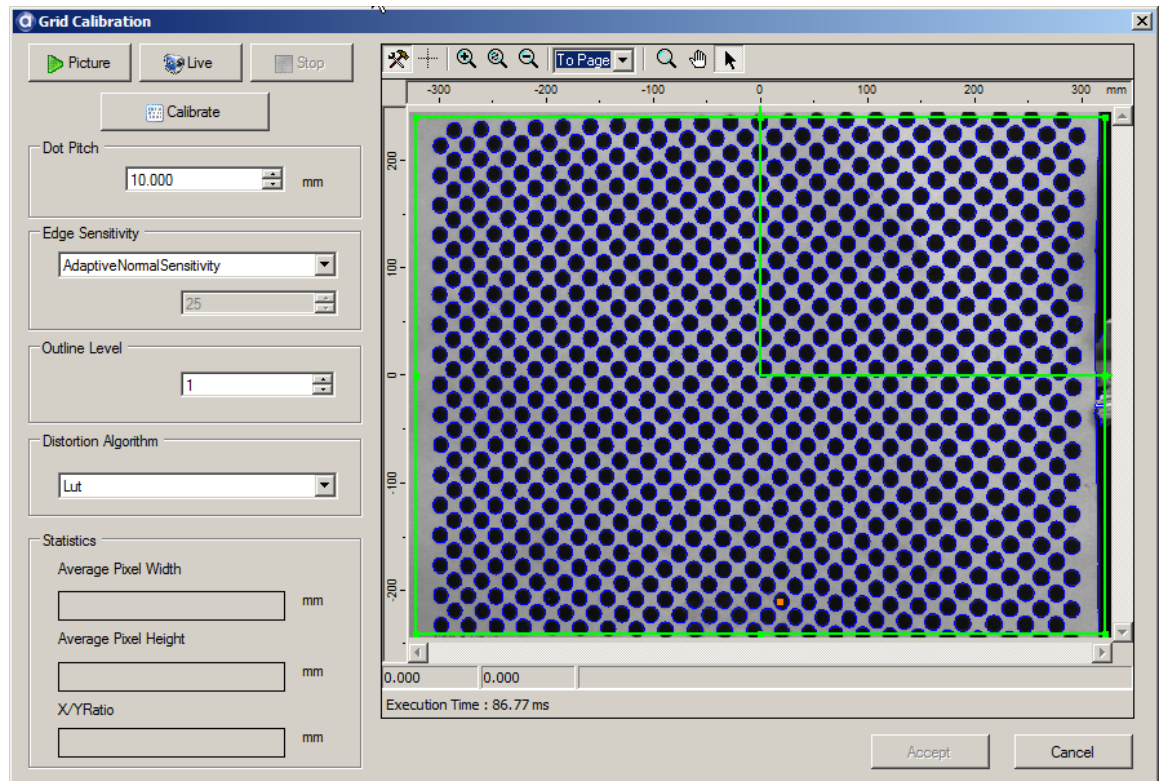 Grid Calibration
Picture
Live
Stop
Calibrate
Dot Pitch
10.000
mm
Edge Sensitivity
AdaptiveNormalSensitivity
25
Outline Level
1
Distortion Algorithm
Lut
Statistics
Average Pixel Width
mm
Average Pixel Height
mm
X/YRatio
mm
To Page
-300 -200 -100 0 100 200 300 mm
200
100
0
-100
-200
0.000 0.000
Execution Time : 86.77 ms
Accept
Cancel